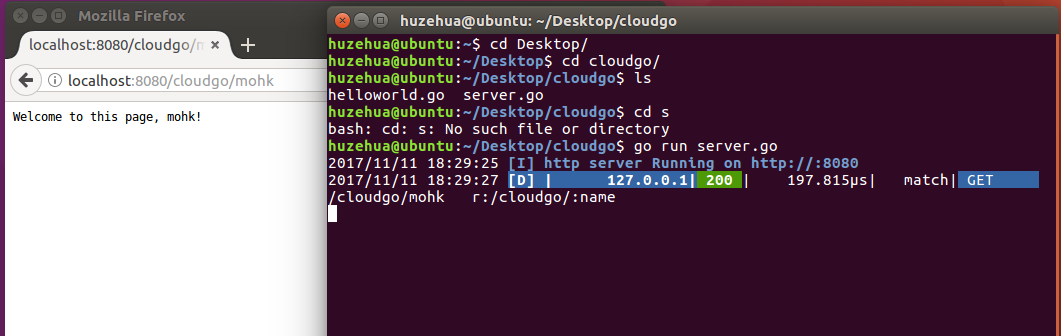 Mozilla Firefox
localhost:8080/cloudgo/m
localhost:8080/cloudgo/mohk
Welcome to this page, mohk!
huzehua@ubuntu: ~/Desktop/cloudgo
huzehua@ubuntu:~$ cd Desktop/
huzehua@ubuntu:~/Desktop$ cd cloudgo/
huzehua@ubuntu:~/Desktop/cloudgo$ ls
helloworld.go  server.go
huzehua@ubuntu:~/Desktop/cloudgo$ cd s
bash: cd: s: No such file or directory
huzehua@ubuntu:~/Desktop/cloudgo$ go run server.go
2017/11/11 18:29:25 [I] http server Running on http://:8080
2017/11/11 18:29:27 [D] |      127.0.0.1| 200 |    197.815µs|   match| GET
/cloudgo/mohk   r:/cloudgo/:name